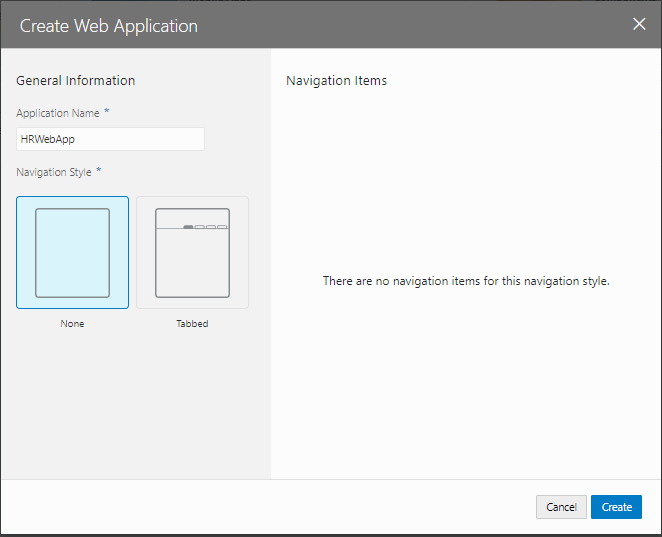 Create Web Application
General Information
Application Name *
HRWebApp
Navigation Style *
None
Tabbed
Navigation Items
There are no navigation items for this navigation style.
Cancel
Create